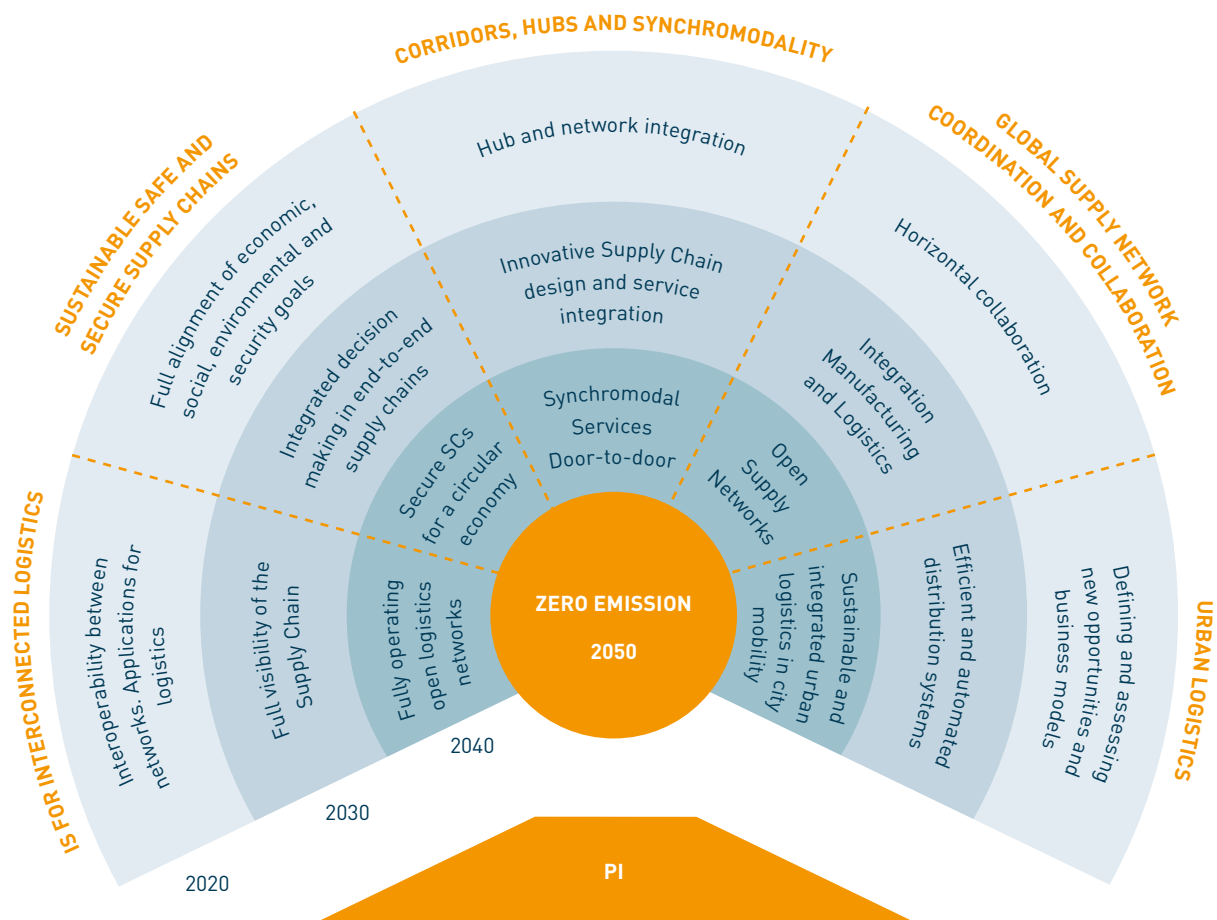 CORRIDORS, HUBS AND SYNCHROMODALITY
Hub and network integration
Innovative Supply Chain
design and service
integration
Synchromodal
Services
Door-to-door
SUSTAINABLE SAFE AND
SECURE SUPPLY CHAINS
Full alignment of economic,
social, environmental and
security goals
Integrated decision
making in end-to-end
supply chains
Secure SCs
for a circular
economy
GLOBAL SUPPLY NETWORK
COORDINATION AND COLLABORATION
Horizontal collaboration
Integration
Manufacturing
and Logistics
Open
Supply
Networks
IS FOR INTERCONNECTED LOGISTICS
Interoperability between
networks. Applications for
logistics
Full visibility of the
Supply Chain
Fully operating
open logistics
networks
ZERO EMISSION
2050
Sustainable and
integrated urban
logistics in city
mobility
Efficient and automated
distribution systems
Defining and assessing
new opportunities and
business models
URBAN LOGISTICS
2040
2030
2020
PI